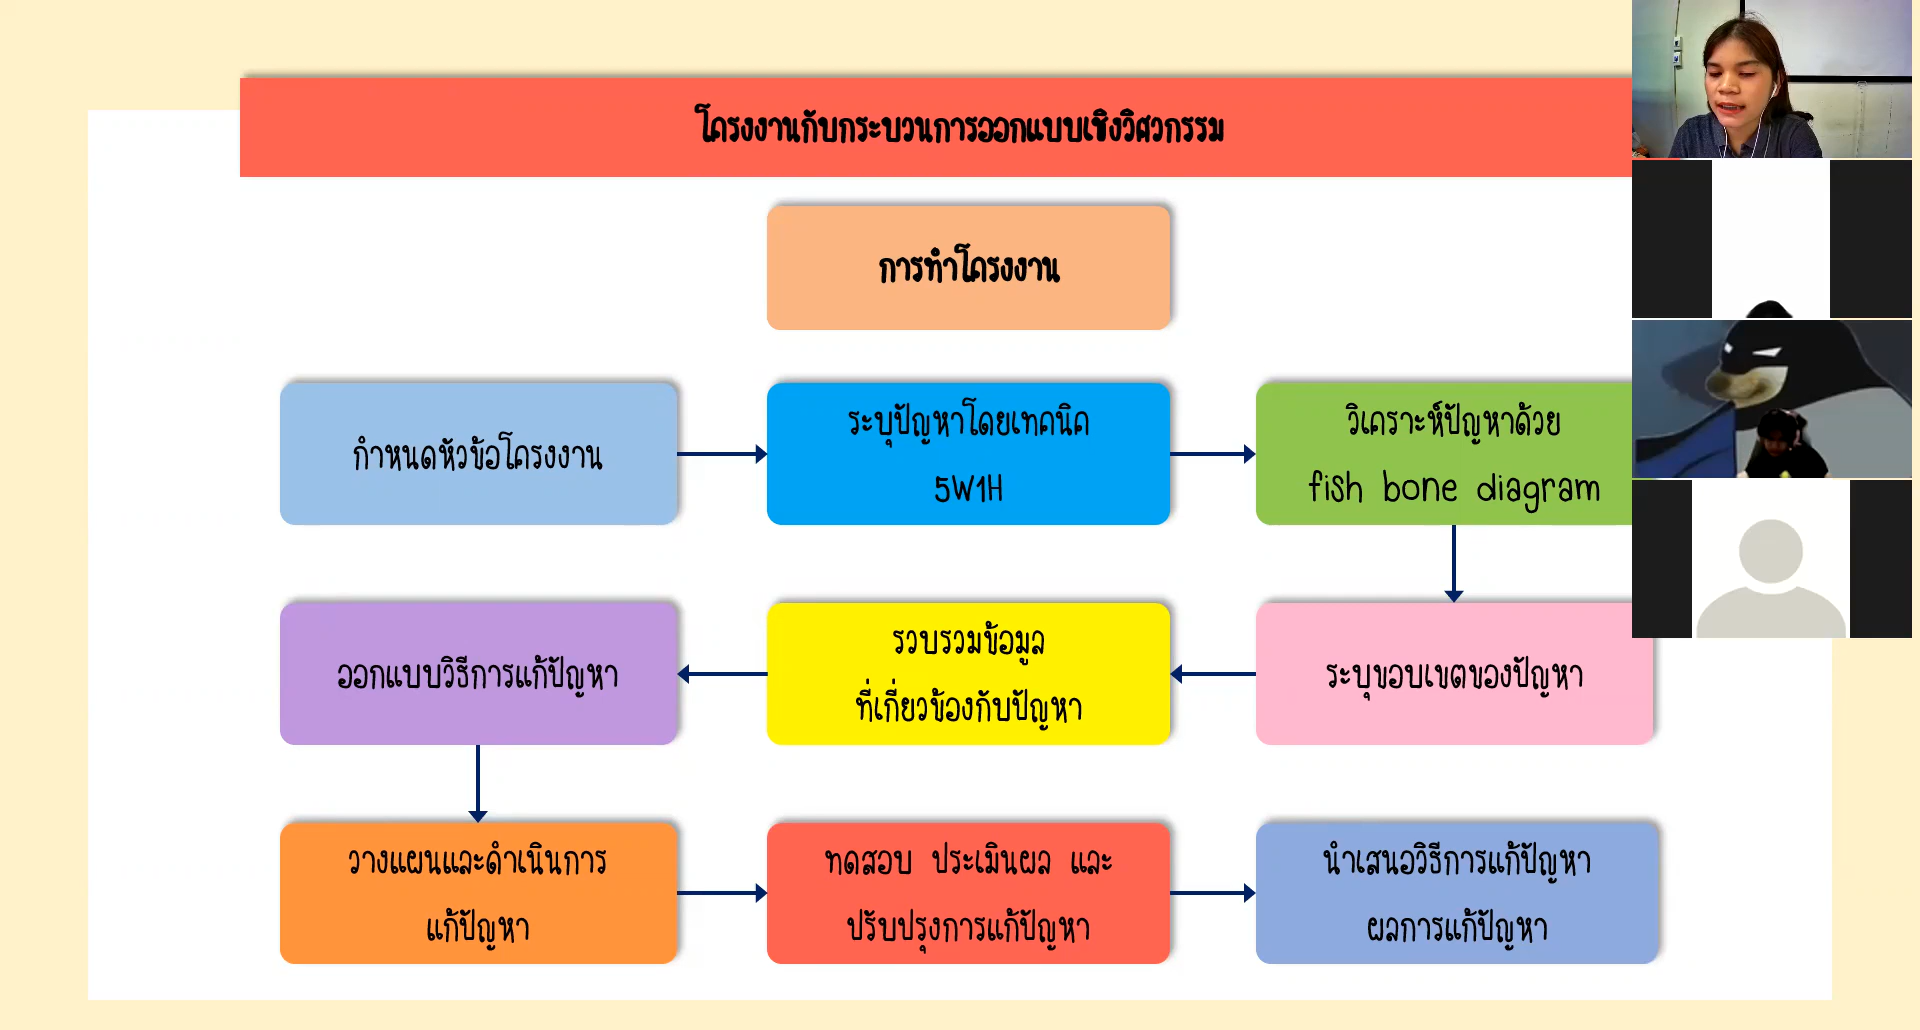 โครงงานกับกระบวนการออกแบบเชิงวิศวกรรม
การทำโครงงาน
กำหนดหัวข้อโครงงาน
ระบุปัญหาโดยเทคนิค
5W1H
วิเคราะห์ปัญหาด้วย
fish bone diagram
ออกแบบวิธีการแก้ปัญหา
รวบรวมข้อมูล
ที่เกี่ยวข้องกับปัญหา
ระบุขอบเขตของปัญหา
วางแผนและดำเนินการ
แก้ปัญหา
ทดสอบ ประเมินผล และ
ปรับปรุงการแก้ปัญหา
นำเสนอวิธีการแก้ปัญหา
ผลการแก้ปัญหา